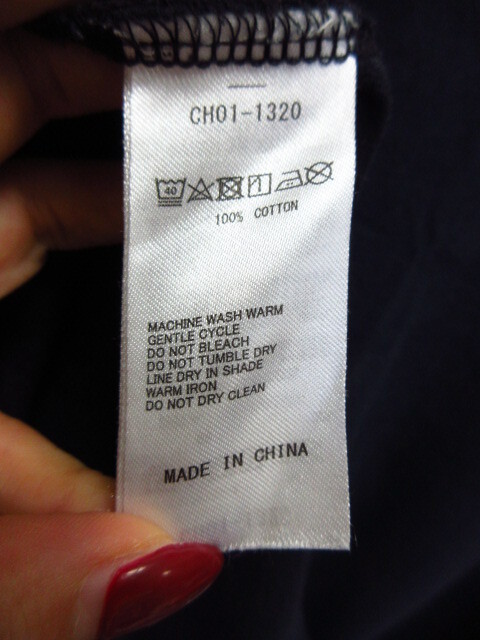 CH01-1320
40
100% COTTON
MACHINE WASH WARM
GENTLE CYCLE
DO NOT BLEACH
DO NOT TUMBLE DRY
LINE DRY IN SHADE
WARM IRON
DO NOT DRY CLEAN
MADE IN CHINA